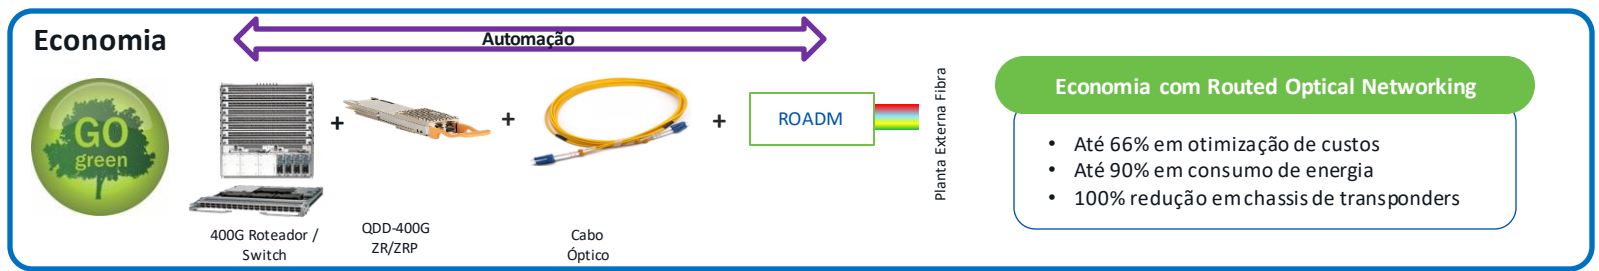 Economia
Automação
GO
green
+
+
+
ROADM
Planta Externa Fibra
400G Roteador /
Switch
QDD-400G
ZR/ZRP
Cabo
Óptico
Economia com Routed Optical Networking
• Até 66% em otimização de custos
• Até 90% em consumo de energia
• 100% redução em chassis de transponders